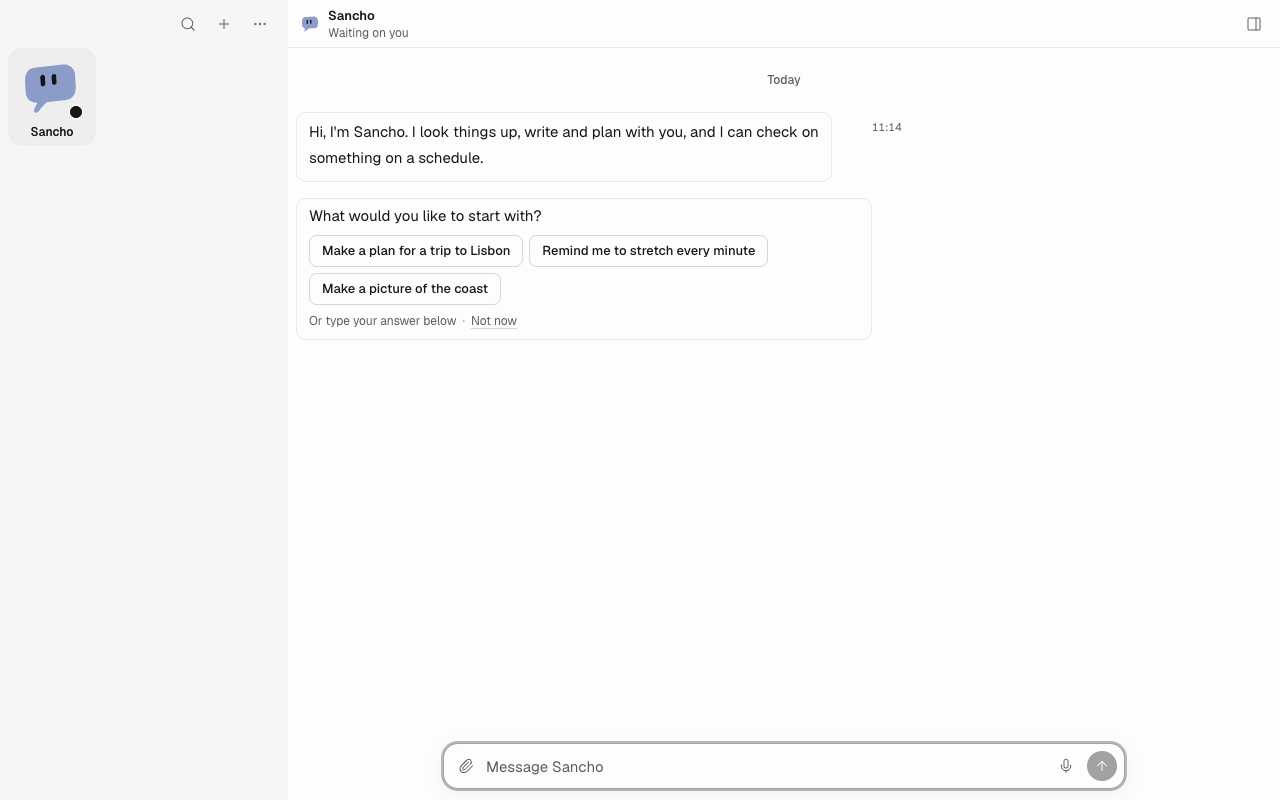 Sancho
Waiting on you
Sancho
Today
Hi, I'm Sancho. I look things up, write and plan with you, and I can check on
something on a schedule.
11:14
What would you like to start with?
Make a plan for a trip to Lisbon
Remind me to stretch every minute
Make a picture of the coast
Or type your answer below · Not now
Message Sancho